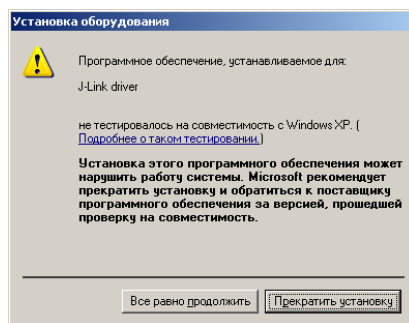 Установка оборудования
Программное обеспечение, устанавливаемое для:
J-Link driver
не тестировалось на совместимость с Windows XP. (
Подробнее о таком тестировании.)
Установка этого программного обеспечения может
нарушить работу системы. Microsoft рекомендует
прекратить установку и обратиться к поставщику
программного обеспечения за версией, прошедшей
проверку на совместимость.
Все равно продолжить Прекратить установку